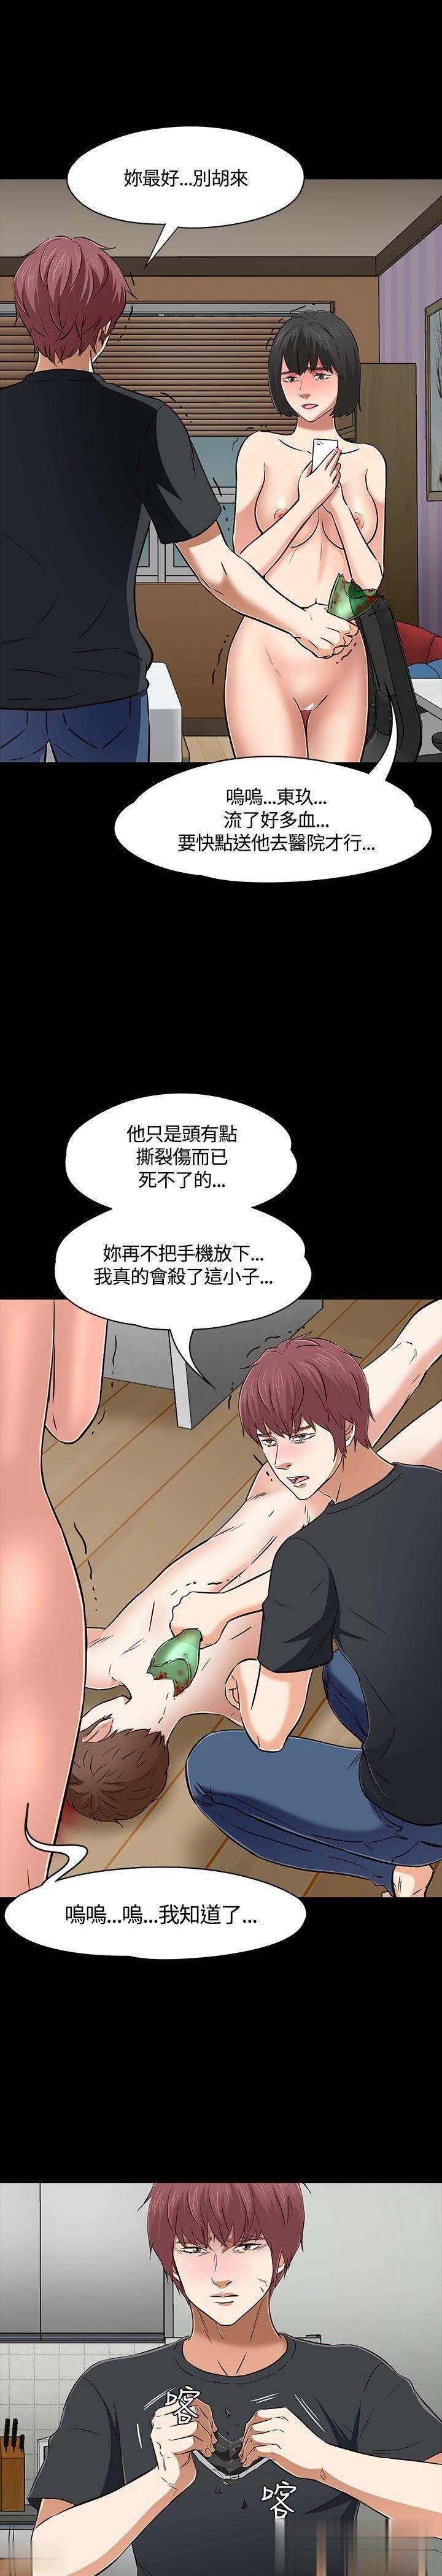 妳最好...別胡來
嗚嗚...東玖...
流了好多血...
要快點送他去醫院才行...
他只是頭有點
撕裂傷而已
死不了的...
妳再不把手機放下...
我真的會殺了這小子...
嗚嗚...嗚...我知道了...
喀
喀